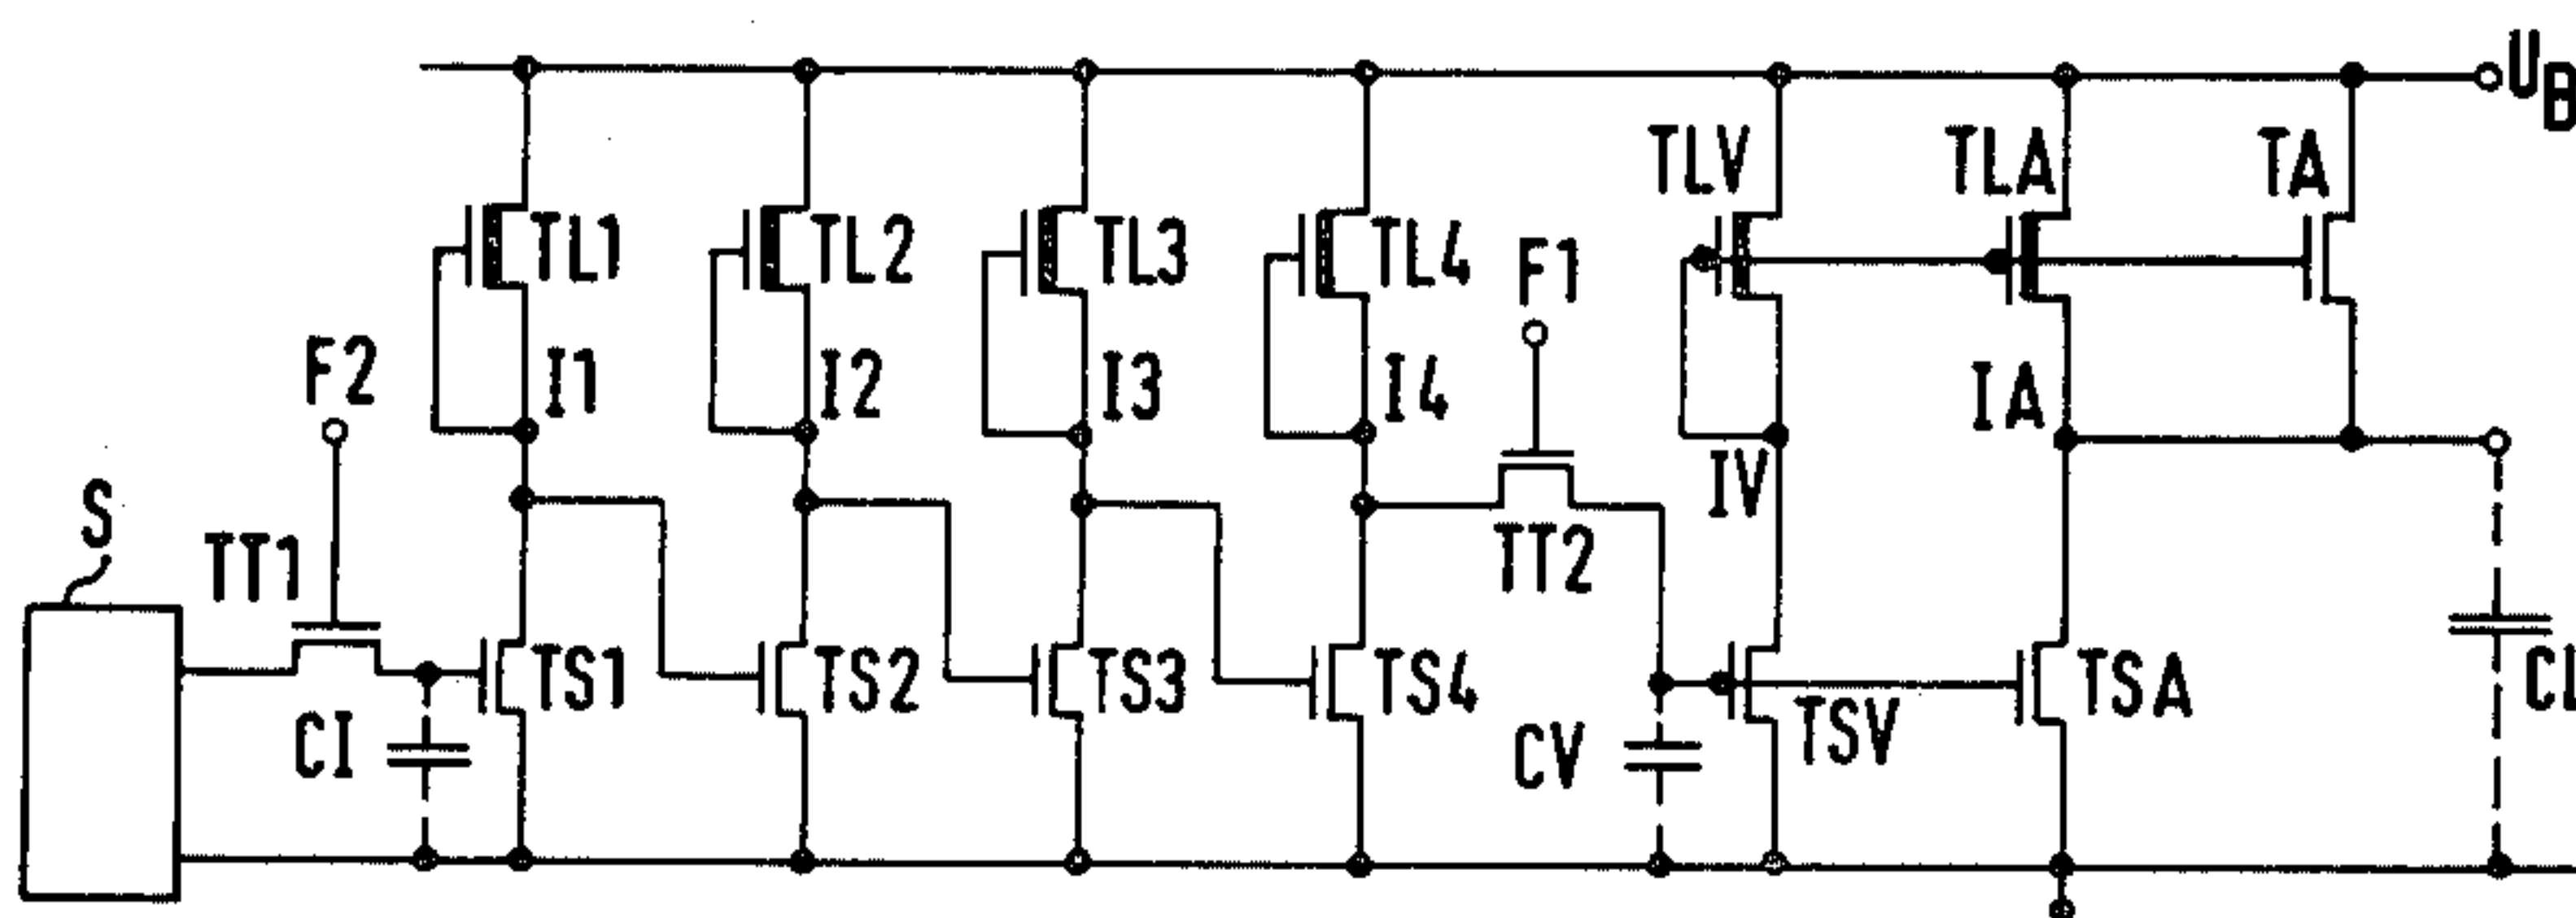 UB
TLV TLA TA
TL1 TL2 TL3 TL4 F1
F2 I1 I2 I3 I4 IA
S TT1 IV
TT2
TS1 TS2 TS3 TS4 TSV TSA
CI CV